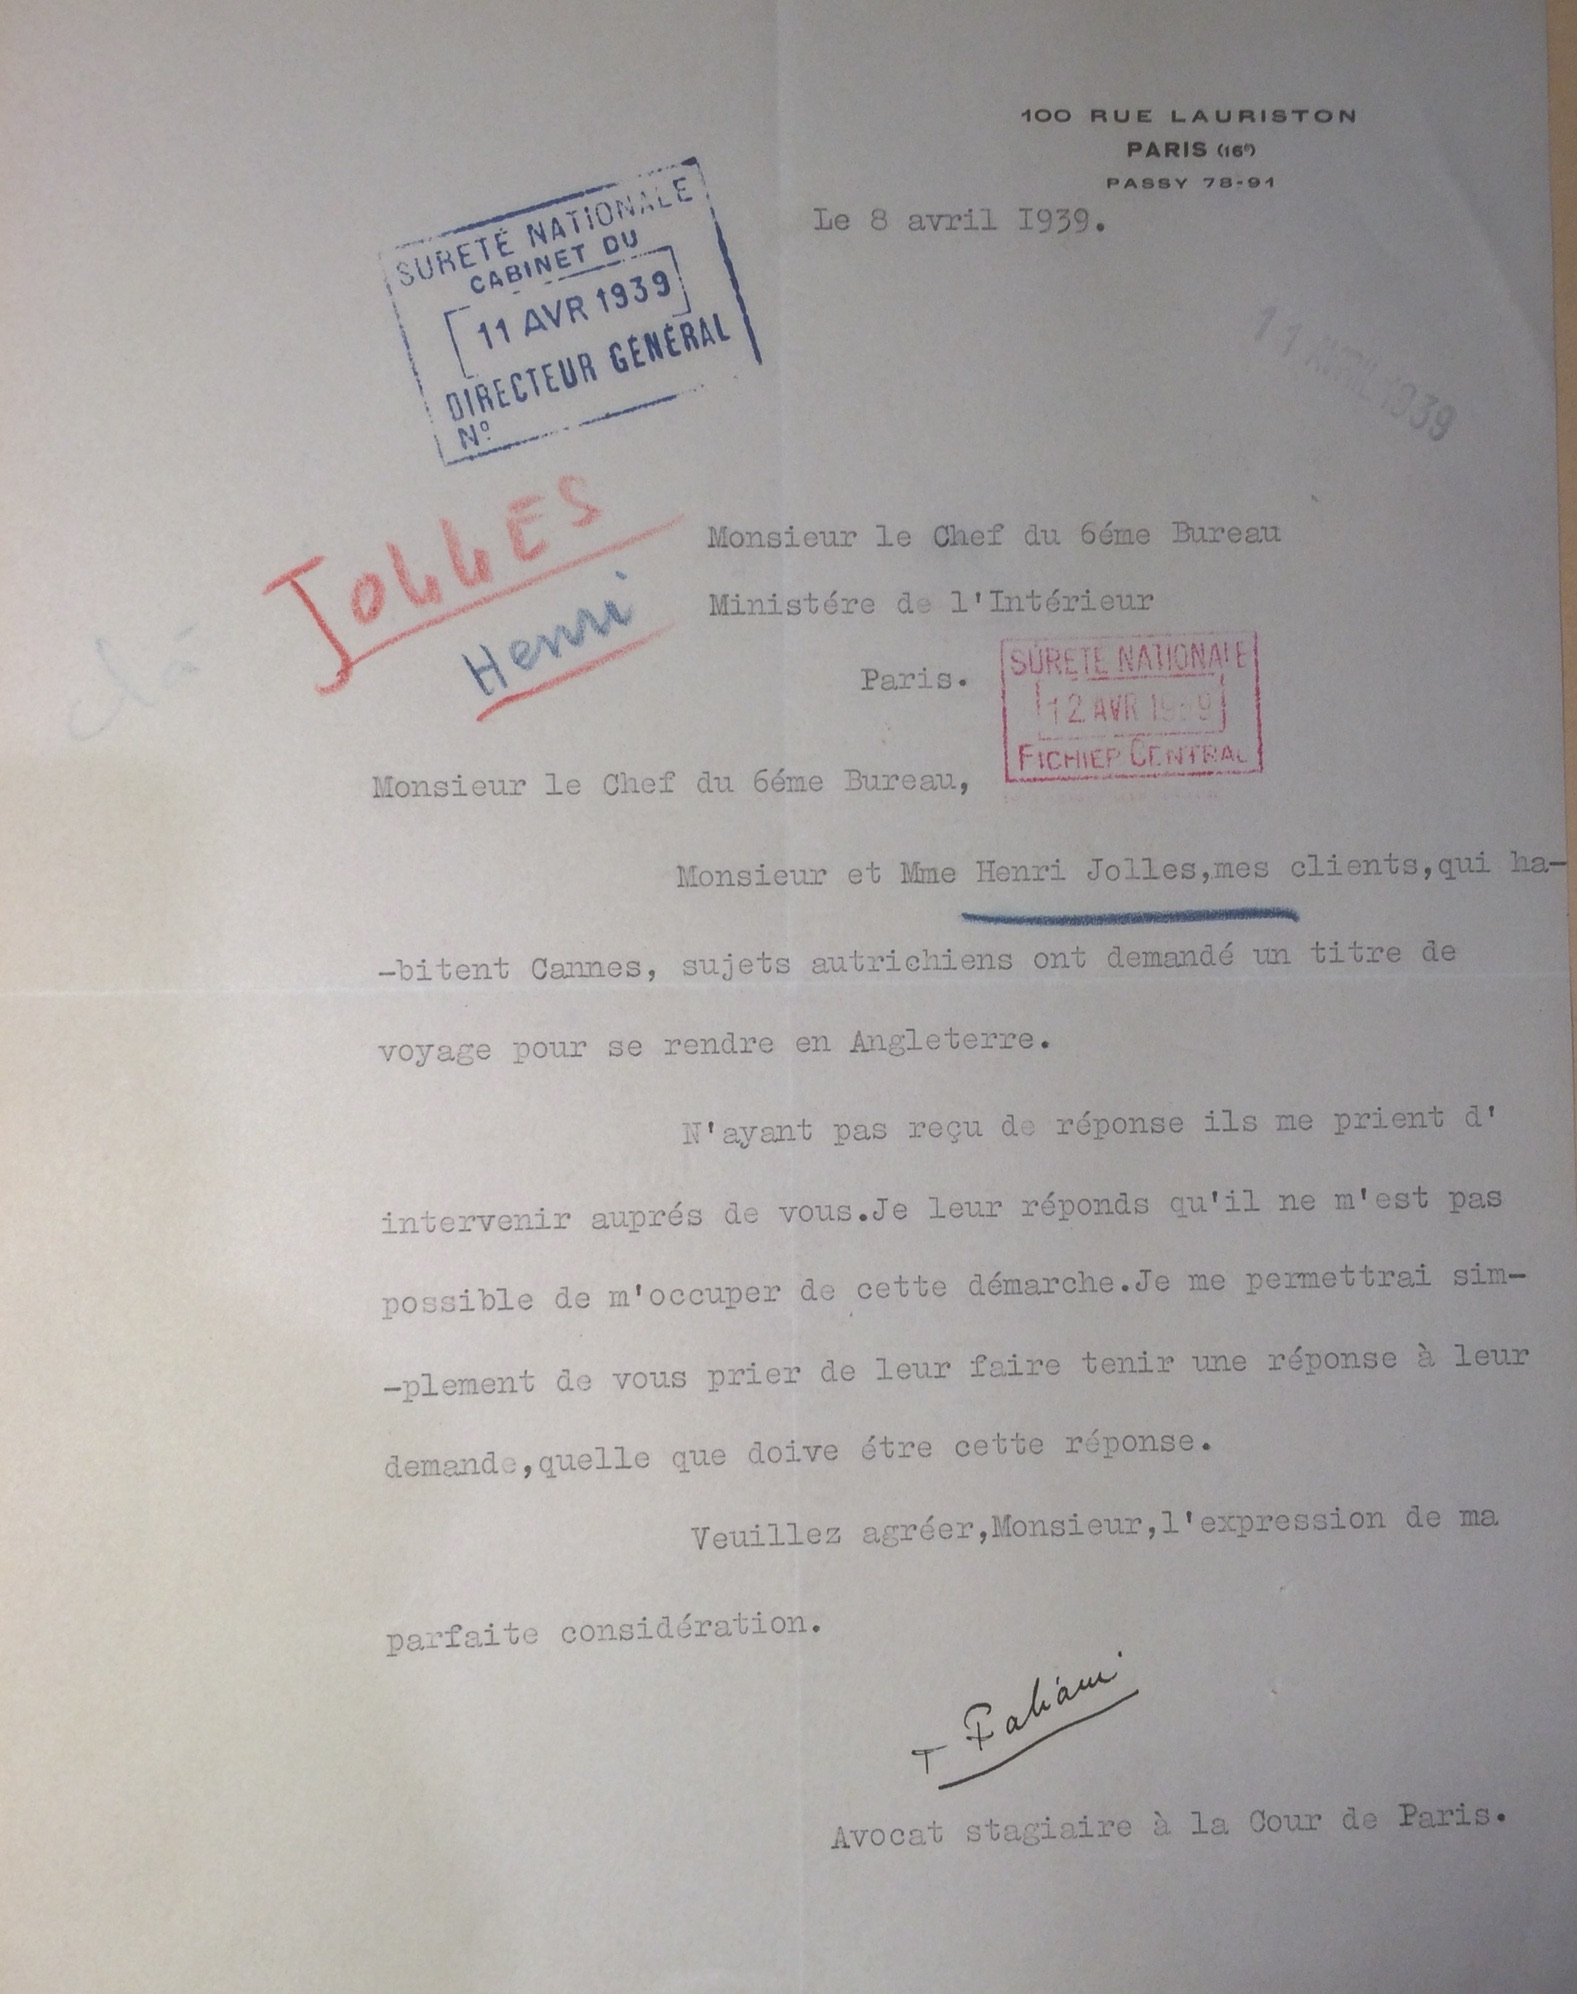 100 RUE LAURISTON
PARIS (16e)
PASSY 78-91
Le 8 avril I939.
SURETÉ NATIONALE
CABINET DU
11 AVR 1939
DIRECTEUR GÉNÉRAL
N°
11 AVRIL 1939
JOLLES
Henri
Monsieur le Chef du 6éme Bureau
Ministére de l'Intérieur
Paris.
SÛRETÉ NATIONALE
12 AVR 1939
FICHIER CENTRAL
Monsieur le Chef du 6éme Bureau,
Monsieur et Mme Henri Jolles,mes clients,qui ha-
-bitent Cannes, sujets autrichiens ont demandé un titre de
voyage pour se rendre en Angleterre.
N'ayant pas reçu de réponse ils me prient d'
intervenir auprés de vous.Je leur réponds qu'il ne m'est pas
possible de m'occuper de cette démarche.Je me permettrai sim-
-plement de vous prier de leur faire tenir une réponse à leur
demande,quelle que doive étre cette réponse.
Veuillez agréer,Monsieur,l'expression de ma
parfaite considération.
T Fabiani
Avocat stagiaire à la Cour de Paris.